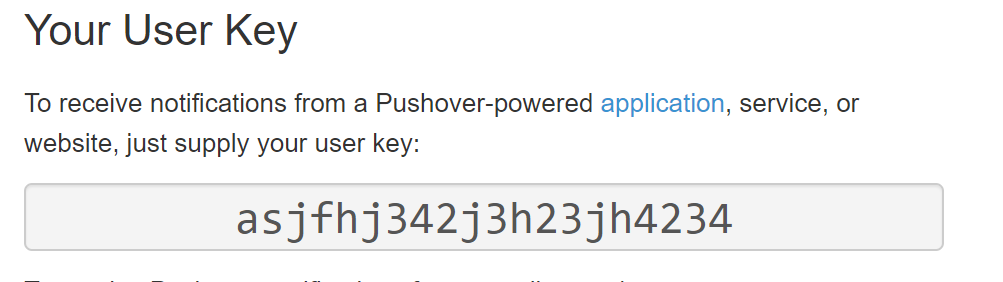 Your User Key
To receive notifications from a Pushover-powered application, service, or
website, just supply your user key:
asjfhj342j3h23jh4234